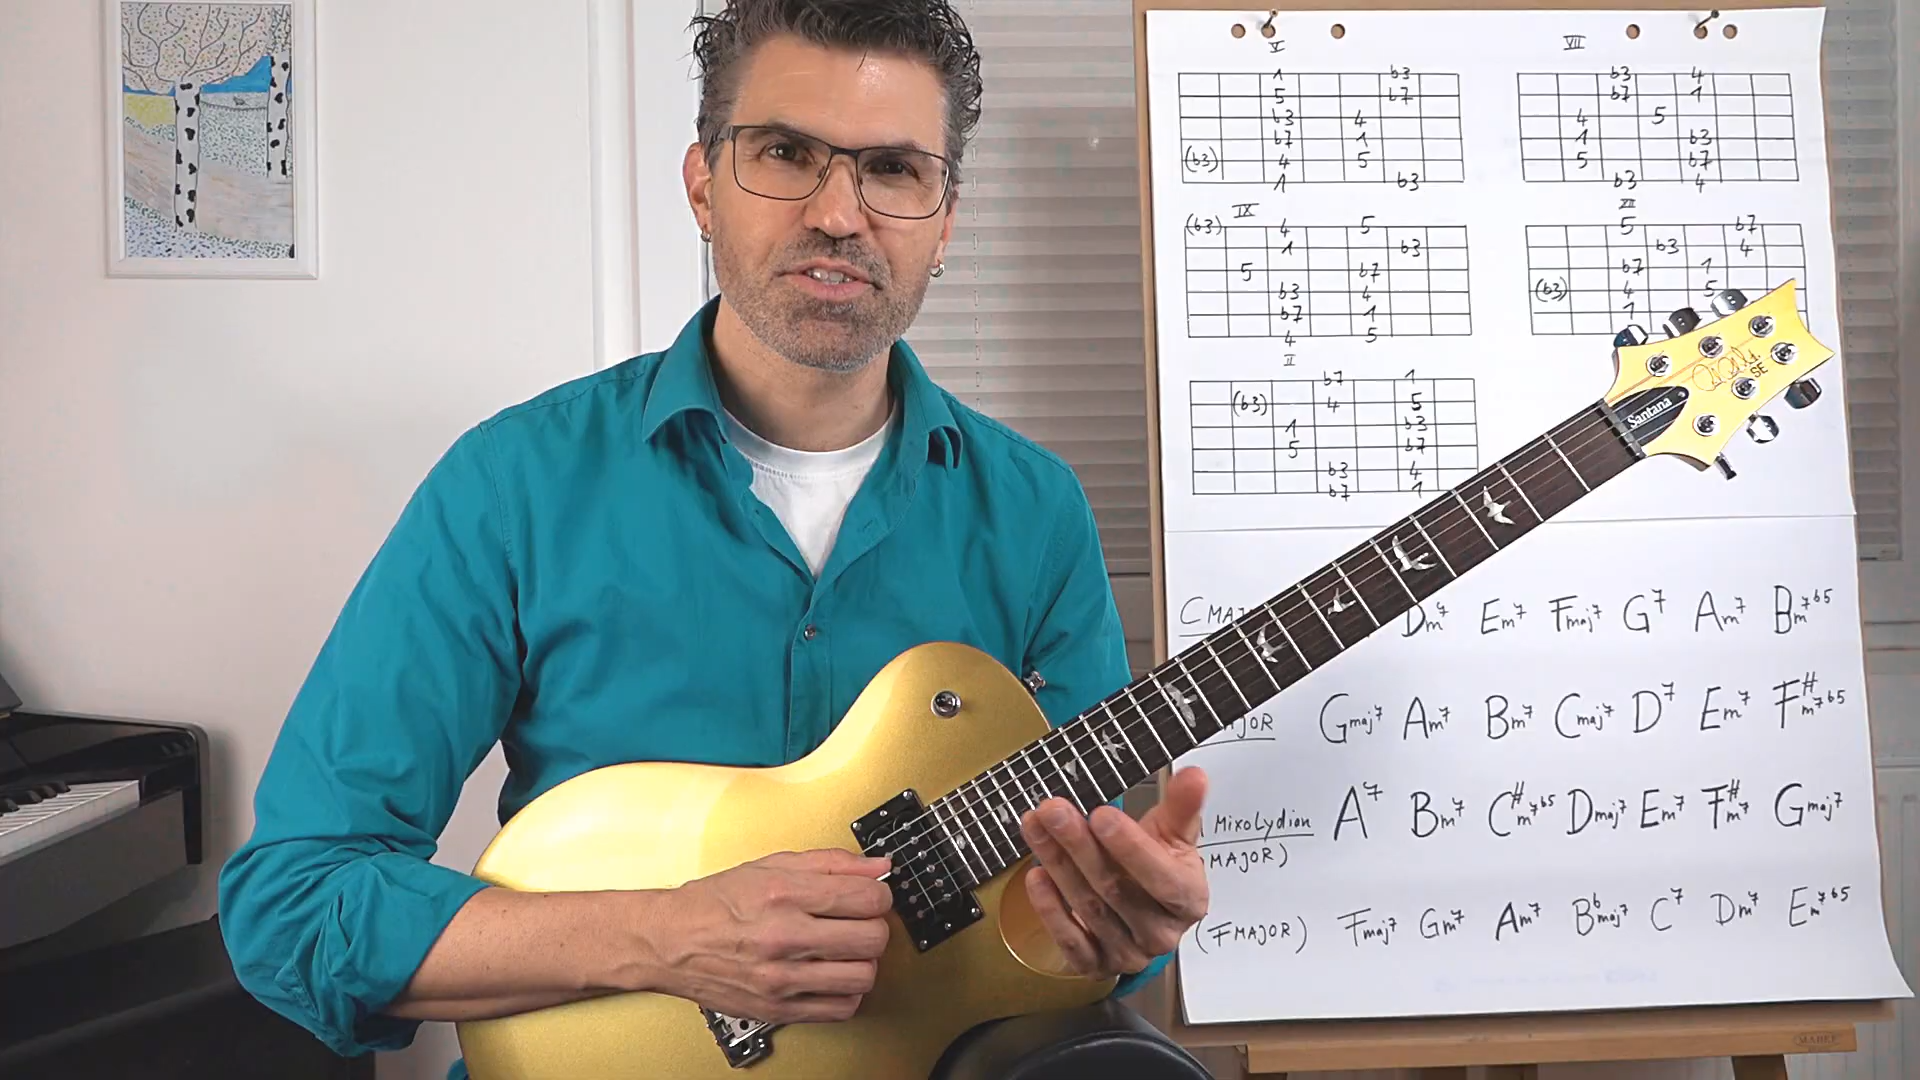 V
1 b3
5 b7
b3 4
b7 1
(b3) 4 5
1 b3
VII
b3 4
b7 1
4 5
1 b3
5 b7
b3 4
IX
(b3) 4 5
1 b3
5 b7
b3 4
b7 1
4 5
XII
5 b7
b3 4
b7 1
(b3) 4 5
1
II
b7 1
(b3) 4 5
1 b3
5 b7
b3 4
b7 1
Santana
SE
Dm7 Em7 Fmaj7 G7 Am7 Bm7b5
Gmaj7 Am7 Bm7 Cmaj7 D7 Em7 F#m7b5
Mixolydian A7 Bm7 C#m7b5 Dmaj7 Em7 F#m7 Gmaj7
MAJOR)
(F MAJOR) Fmaj7 Gm7 Am7 Bbmaj7 C7 Dm7 Em7b5